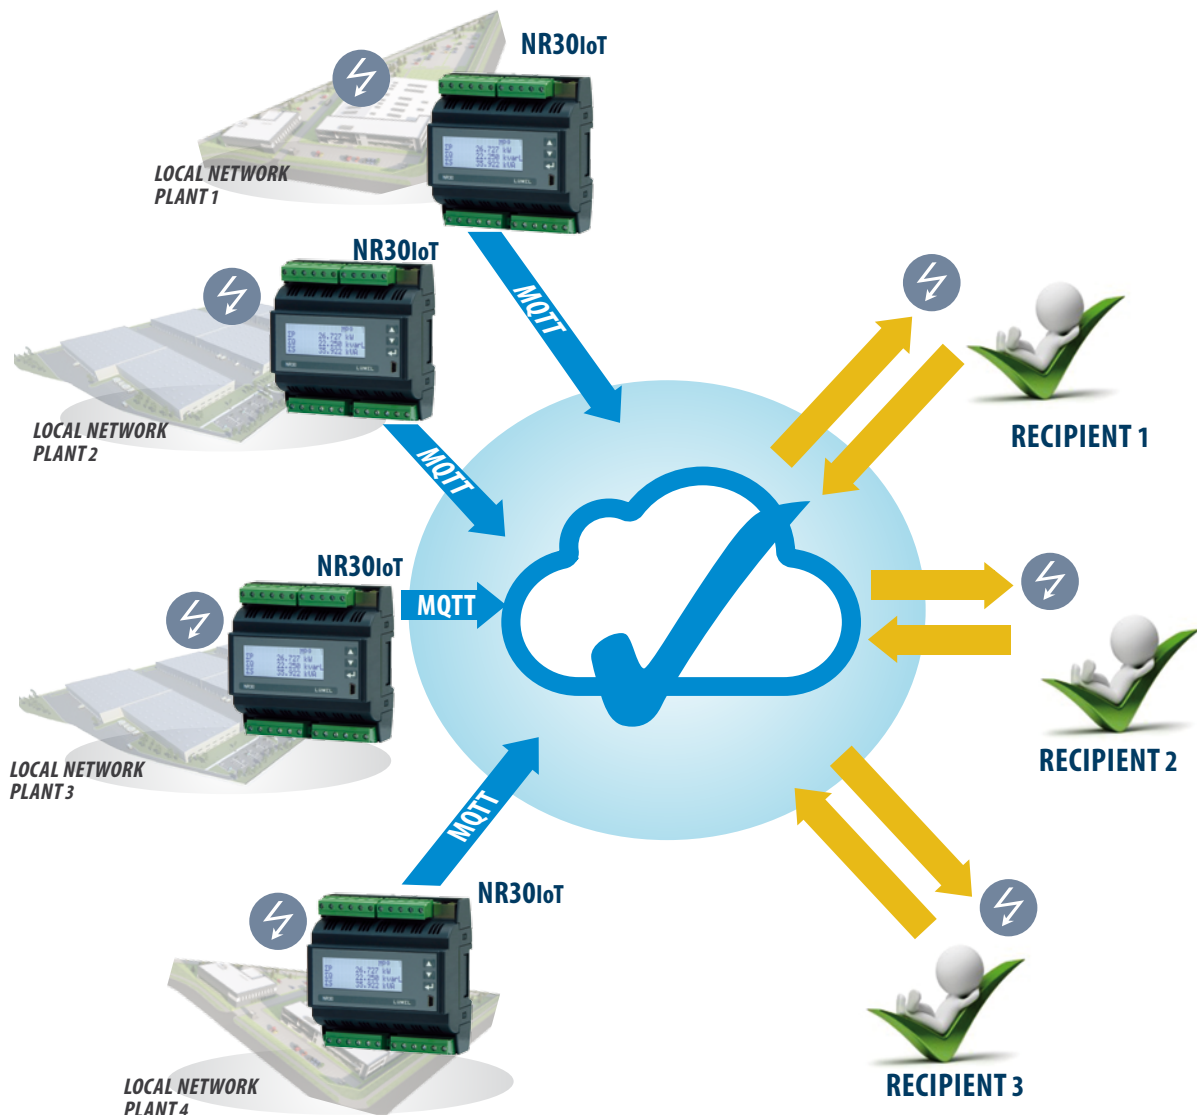 NR30IoT
LOCAL NETWORK
PLANT 1
MQTT
NR30IoT
LOCAL NETWORK
PLANT 2
MQTT
RECIPIENT 1
NR30IoT
MQTT
LOCAL NETWORK
PLANT 3
RECIPIENT 2
MQTT
NR30IoT
LOCAL NETWORK
PLANT 4
RECIPIENT 3